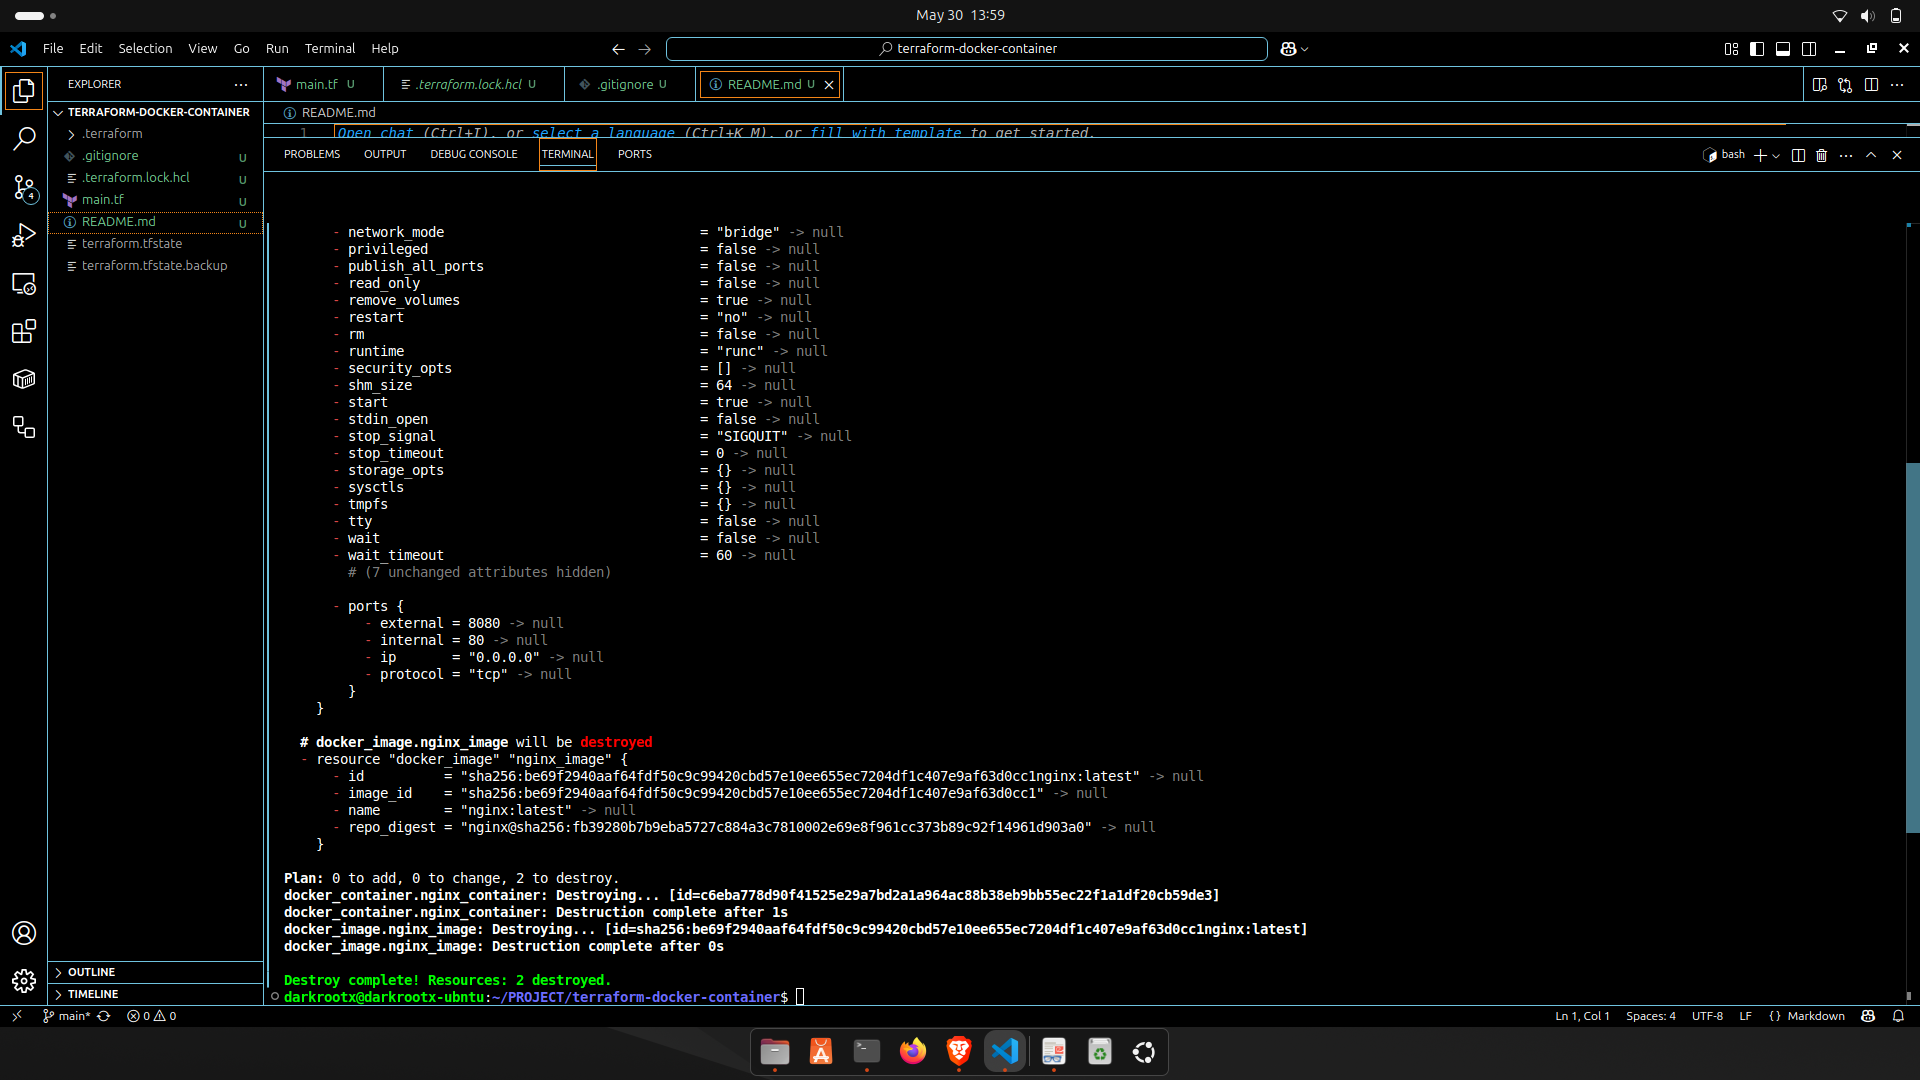 May 30  13:59
File Edit Selection View Go Run Terminal Help
terraform-docker-container
EXPLORER
main.tf U
.terraform.lock.hcl U
.gitignore U
README.md U
TERRAFORM-DOCKER-CONTAINER
README.md
.terraform
1 Open chat (Ctrl+I), or select a language (Ctrl+K M), or fill with template to get started.
.gitignore U
.terraform.lock.hcl U
main.tf U
README.md U
terraform.tfstate
terraform.tfstate.backup
PROBLEMS OUTPUT DEBUG CONSOLE TERMINAL PORTS
bash
- network_mode = "bridge" -> null
- privileged = false -> null
- publish_all_ports = false -> null
- read_only = false -> null
- remove_volumes = true -> null
- restart = "no" -> null
- rm = false -> null
- runtime = "runc" -> null
- security_opts = [] -> null
- shm_size = 64 -> null
- start = true -> null
- stdin_open = false -> null
- stop_signal = "SIGQUIT" -> null
- stop_timeout = 0 -> null
- storage_opts = {} -> null
- sysctls = {} -> null
- tmpfs = {} -> null
- tty = false -> null
- wait = false -> null
- wait_timeout = 60 -> null
# (7 unchanged attributes hidden)
- ports {
- external = 8080 -> null
- internal = 80 -> null
- ip = "0.0.0.0" -> null
- protocol = "tcp" -> null
}
}
# docker_image.nginx_image will be destroyed
- resource "docker_image" "nginx_image" {
- id = "sha256:be69f2940aaf64fdf50c9c99420cbd57e10ee655ec7204df1c407e9af63d0cc1nginx:latest" -> null
- image_id = "sha256:be69f2940aaf64fdf50c9c99420cbd57e10ee655ec7204df1c407e9af63d0cc1" -> null
- name = "nginx:latest" -> null
- repo_digest = "nginx@sha256:fb39280b7b9eba5727c884a3c7810002e69e8f961cc373b89c92f14961d903a0" -> null
}
Plan: 0 to add, 0 to change, 2 to destroy.
docker_container.nginx_container: Destroying... [id=c6eba778d90f41525e29a7bd2a1a964ac88b38eb9bb55ec22f1a1df20cb59de3]
docker_container.nginx_container: Destruction complete after 1s
docker_image.nginx_image: Destroying... [id=sha256:be69f2940aaf64fdf50c9c99420cbd57e10ee655ec7204df1c407e9af63d0cc1nginx:latest]
docker_image.nginx_image: Destruction complete after 0s
Destroy complete! Resources: 2 destroyed.
darkrootx@darkrootx-ubntu:~/PROJECT/terraform-docker-container$
OUTLINE
TIMELINE
4
main* 0 0
Ln 1, Col 1 Spaces: 4 UTF-8 LF {} Markdown